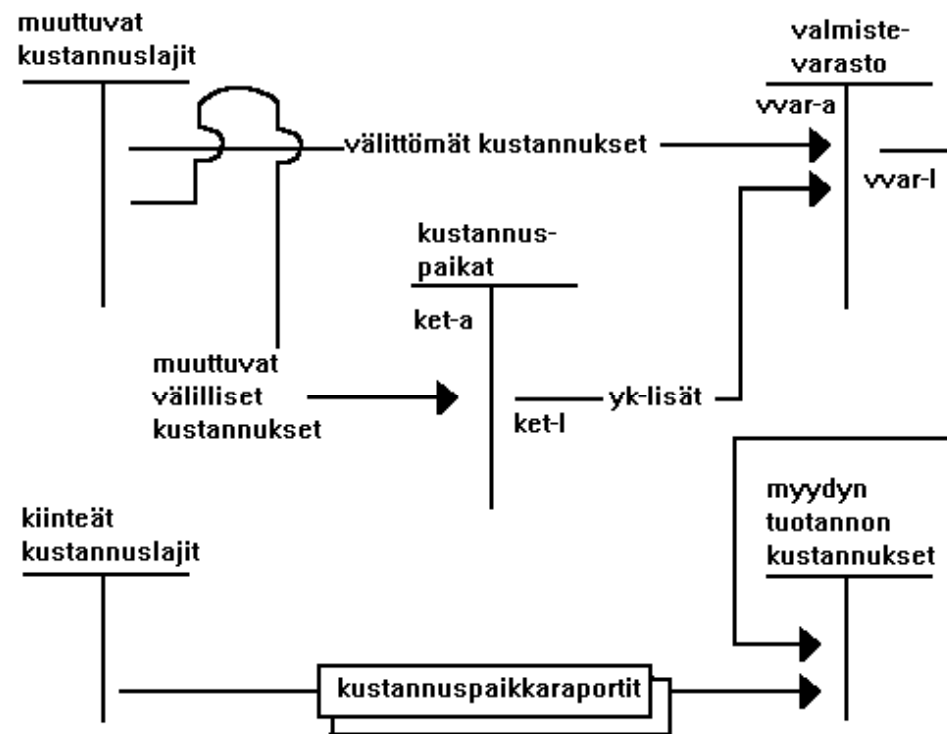 muuttuvat
kustannuslajit
valmiste-
varasto
vvar-a
välittömät kustannukset
vvar-l
kustannus-
paikat
ket-a
muuttuvat
välilliset
kustannukset
yk-lisät
ket-l
kiinteät
kustannuslajit
myydyn
tuotannon
kustannukset
kustannuspaikkaraportit